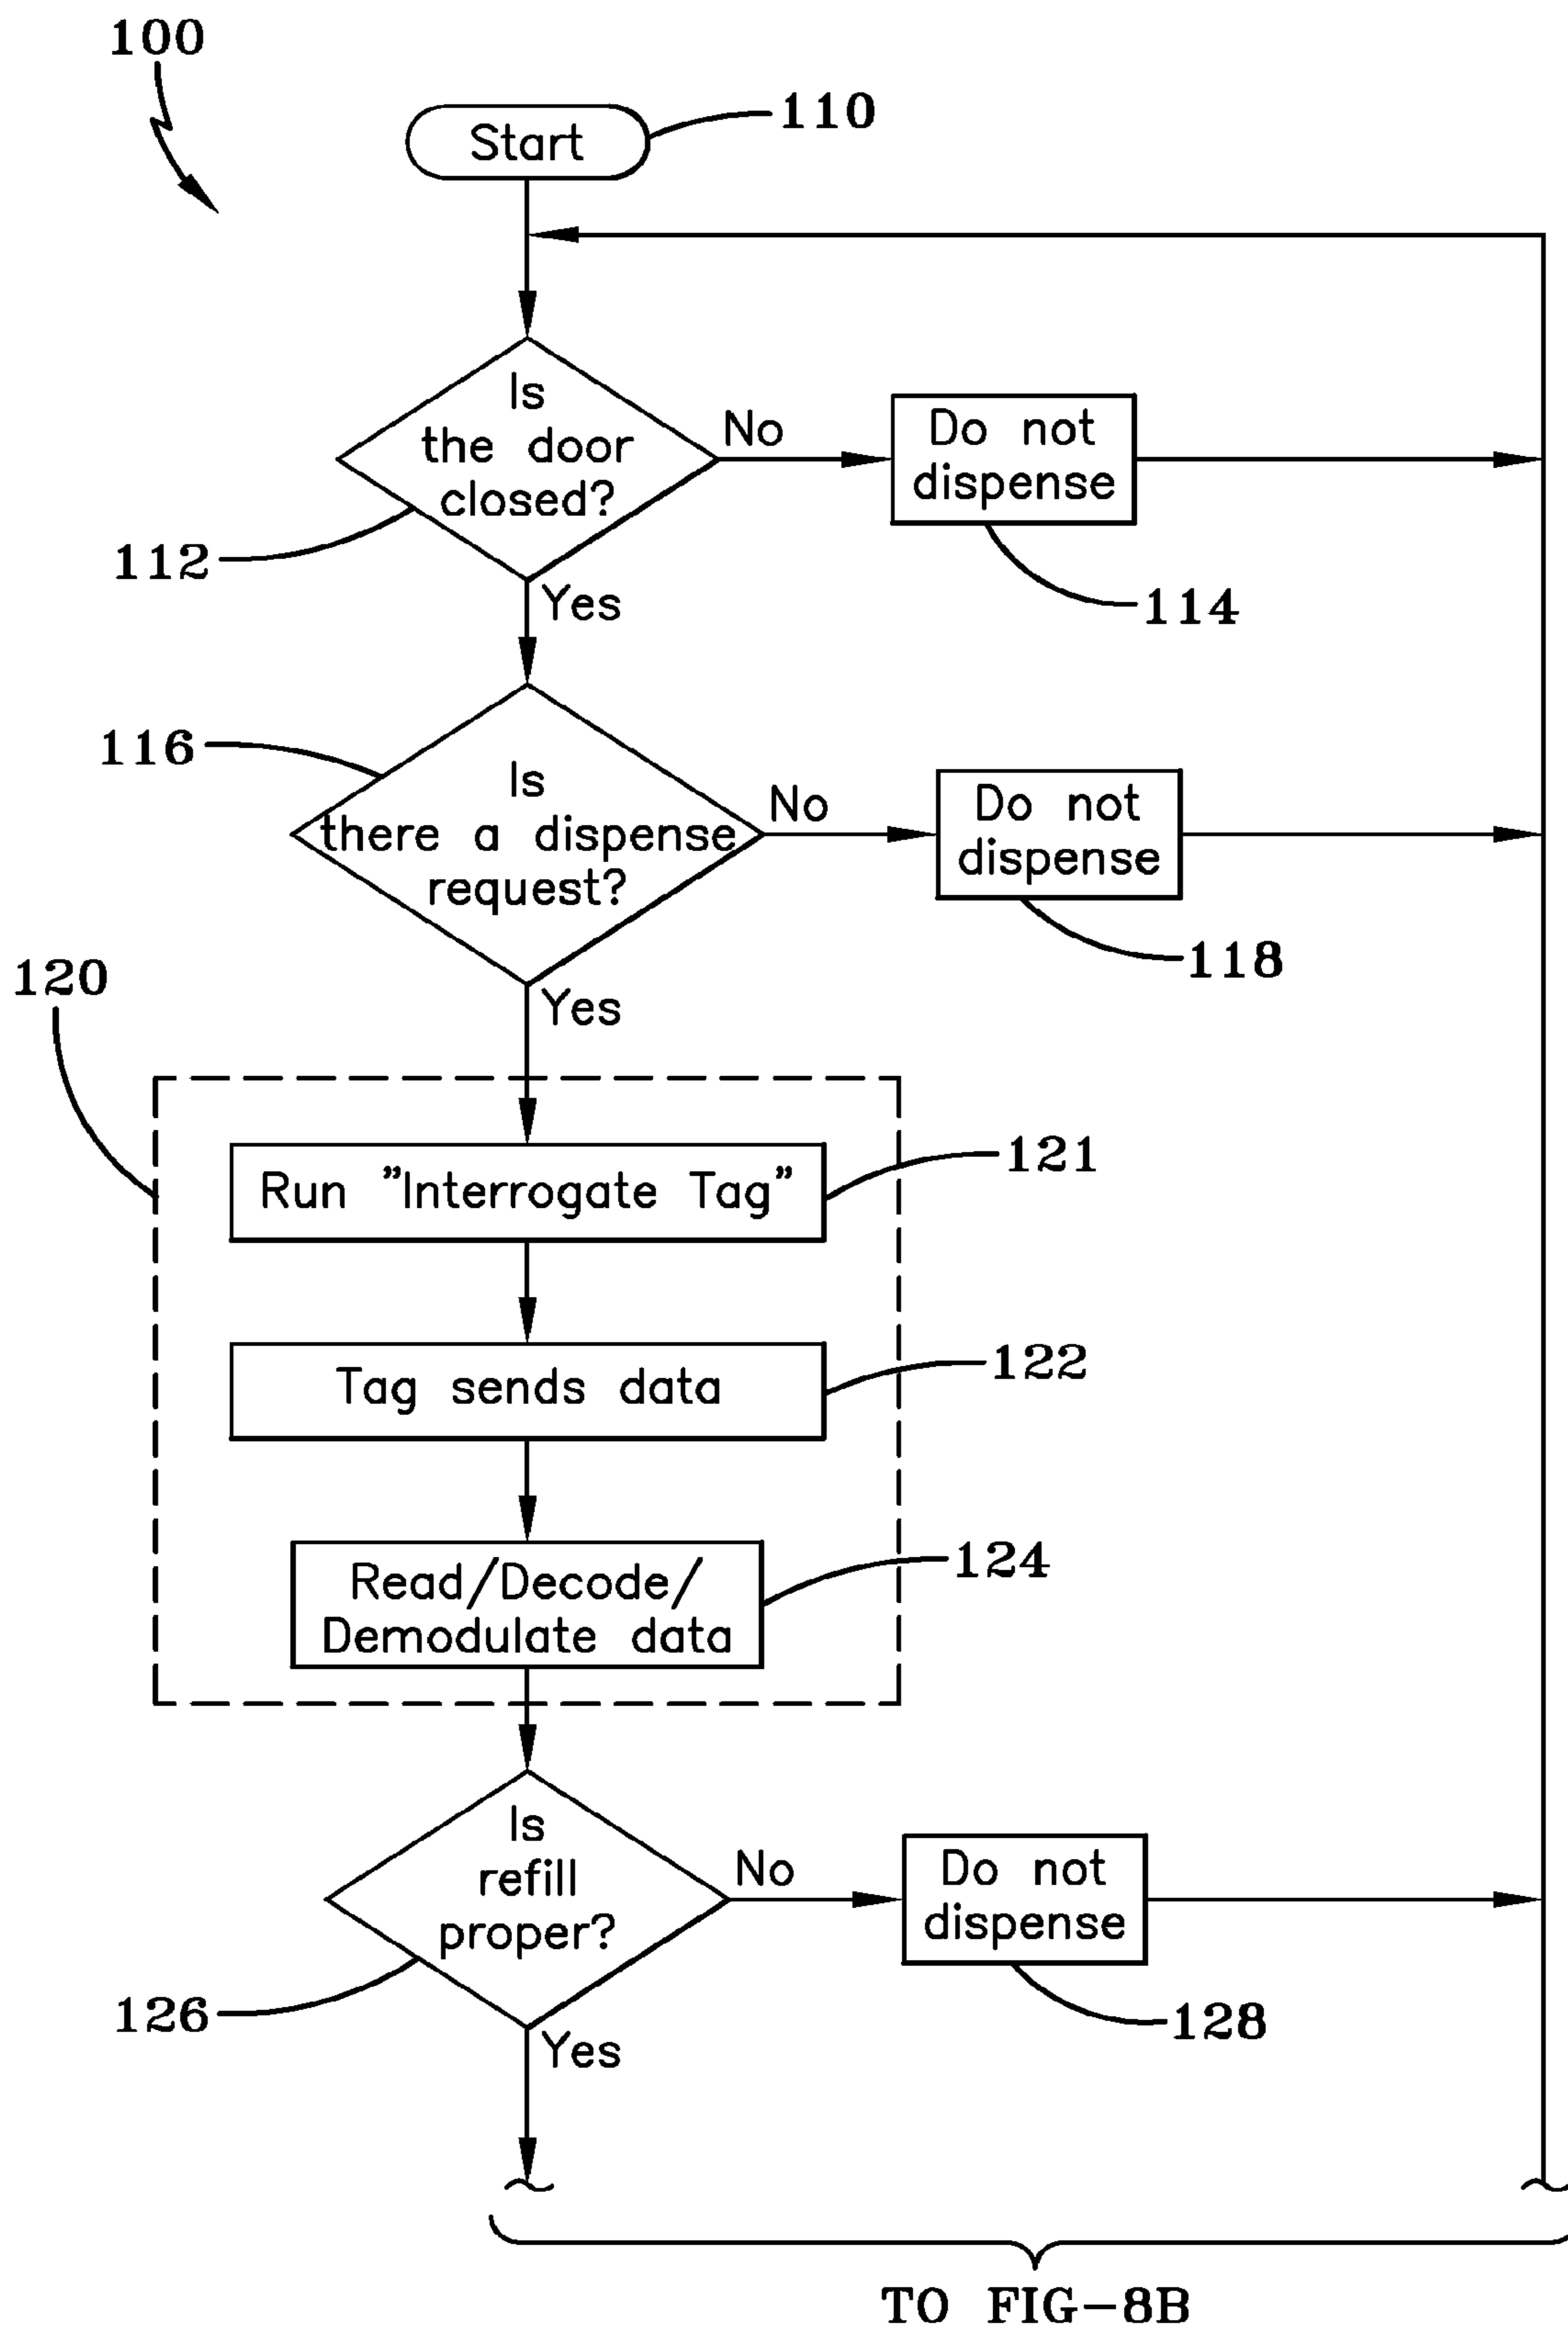 100
Start
110
Is
the door
closed?
No
Do not
dispense
112
Yes
114
116
Is
there a dispense
request?
No
Do not
dispense
118
120
Yes
Run "Interrogate Tag"
121
Tag sends data
122
Read/Decode/
Demodulate data
124
Is
refill
proper?
No
Do not
dispense
126
Yes
128
TO FIG-8B